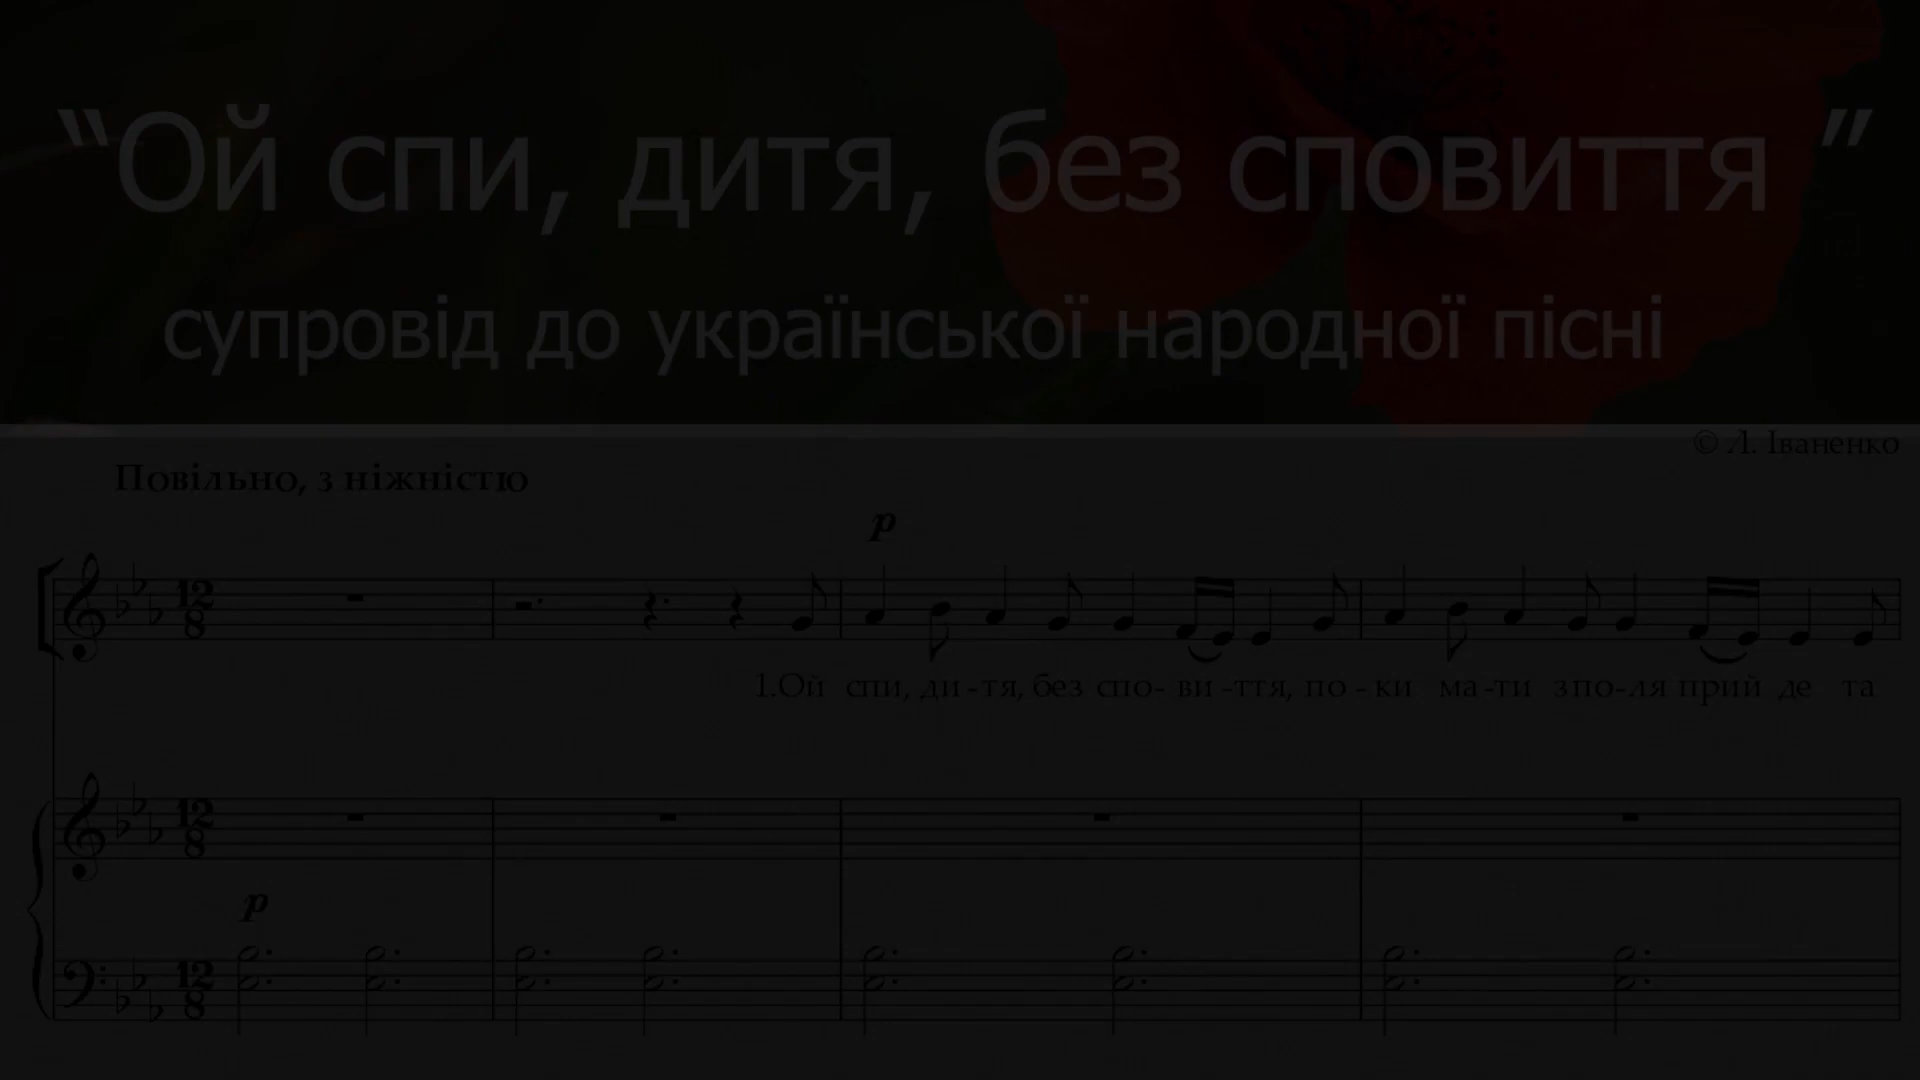 “Ой спи, дитя, без сповиття ”
супровід до української народної пісні
© Л. Іваненко
Повільно, з ніжністю
p
12
8
1.Ой спи, ди-тя, без спо- ви-ття, по-ки ма-ти з по-ля прий де та
12
8
p
12
8